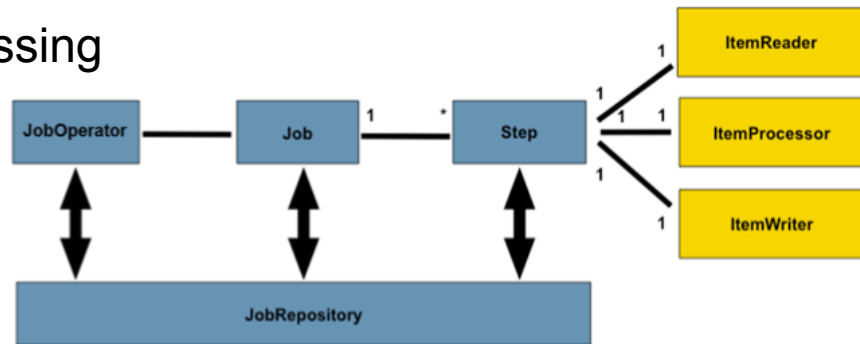 ssing
ItemReader
1
JobOperator
Job
1
*
Step
1
1
1
ItemProcessor
1
1
ItemWriter
JobRepository